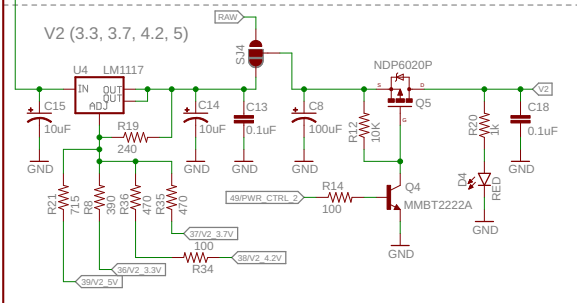 RAW
V2 (3.3, 3.7, 4.2, 5)
SJ4
NDP6020P
U4 LM1117
IN OUT
OUT
ADJ
S D
G
Q5
V2
C15
10uF
C14
10uF
C13
0.1uF
C8
100uF
R12
10K
R20
1k
C18
0.1uF
R19
240
GND
GND
GND
GND
GND
R21
715
R8
390
R36
470
R35
470
49/PWR_CTRL_2
R14
100
Q4
MMBT2222A
D4
RED
GND
GND
37/V2_3.7V
100
R34
38/V2_4.2V
36/V2_3.3V
39/V2_5V